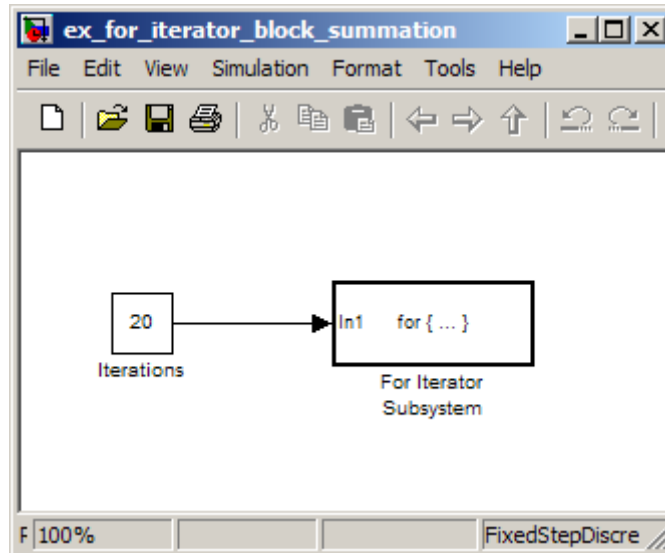 ex_for_iterator_block_summation
File Edit View Simulation Format Tools Help
20
In1 for { ... }
Iterations
For Iterator
Subsystem
F 100% FixedStepDiscre